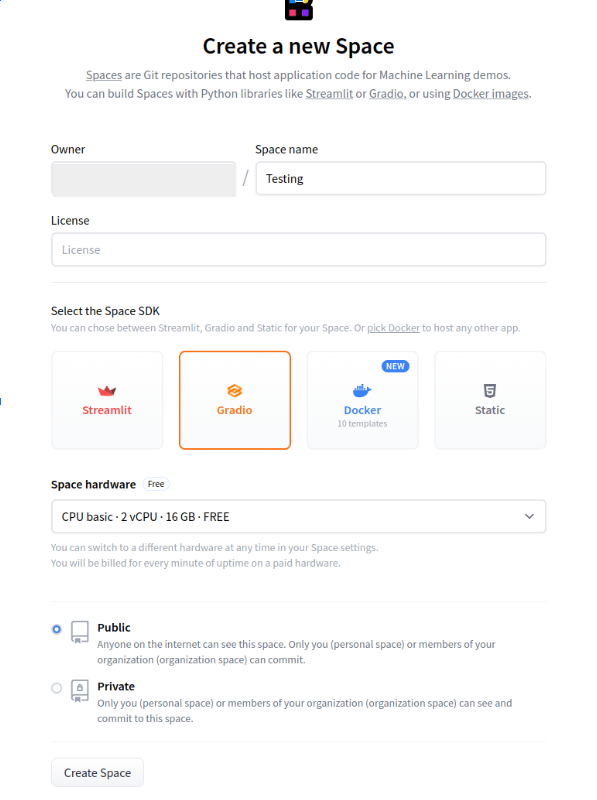 Create a new Space
Spaces are Git repositories that host application code for Machine Learning demos.
You can build Spaces with Python libraries like Streamlit or Gradio, or using Docker images.
Owner
Space name
/
Testing
License
License
Select the Space SDK
You can chose between Streamlit, Gradio and Static for your Space. Or pick Docker to host any other app.
Streamlit
Gradio
NEW
Docker
10 templates
Static
Space hardware Free
CPU basic · 2 vCPU · 16 GB · FREE
You can switch to a different hardware at any time in your Space settings.
You will be billed for every minute of uptime on a paid hardware.
Public
Anyone on the internet can see this space. Only you (personal space) or members of your
organization (organization space) can commit.
Private
Only you (personal space) or members of your organization (organization space) can see and
commit to this space.
Create Space